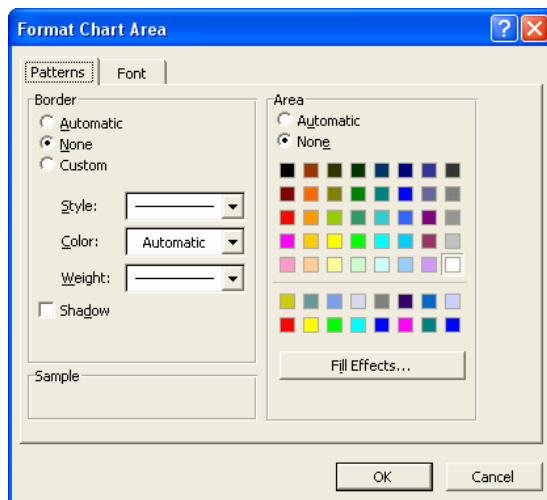 Format Chart Area
Patterns
Font
Border
Automatic
None
Custom
Style:
Color:
Automatic
Weight:
Shadow
Sample
Area
Automatic
None
Fill Effects...
OK
Cancel